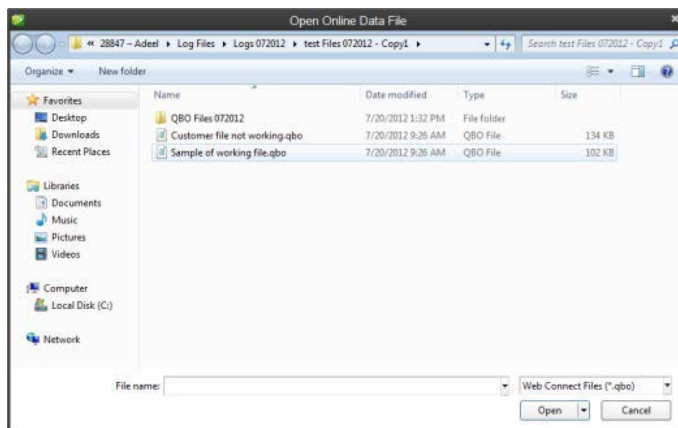 Open Online Data File
« 28847 – Adeel ▸ Log Files ▸ Logs 072012 ▸ test Files 072012 - Copy1 ▸
Search test Files 072012 - Copy1
Organize New folder
Name Date modified Type Size
Favorites
Desktop
Downloads
Recent Places
Libraries
Documents
Music
Pictures
Videos
Computer
Local Disk (C:)
Network
QBO Files 072012 7/20/2012 1:32 PM File folder
Customer file not working.qbo 7/20/2012 9:26 AM QBO File 134 KB
Sample of working file.qbo 7/20/2012 9:26 AM QBO File 102 KB
File name: Web Connect Files (*.qbo)
Open Cancel